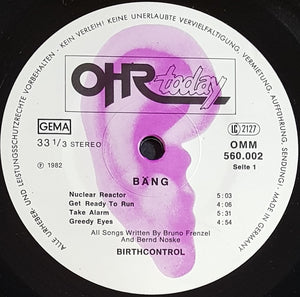 ALLE URHEBER UND LEISTUNGSSCHUTZRECHTE VORBEHALTEN · KEIN VERLEIH! KEINE UNERLAUBTE VERVIELFÄLTIGUNG, VERMIETUNG, AUFFÜHRUNG, SENDUNG! MADE IN GERMANY
OHR today
BÄNG
GEMA
33 1/3 STEREO
℗ 1982
LC 2127
OMM
560.002
Seite 1
Nuclear Reactor 5:03
Get Ready To Run 4:06
Take Alarm 5:31
Greedy Eyes 4:54
All Songs Written By Bruno Frenzel
And Bernd Noske
BIRTHCONTROL